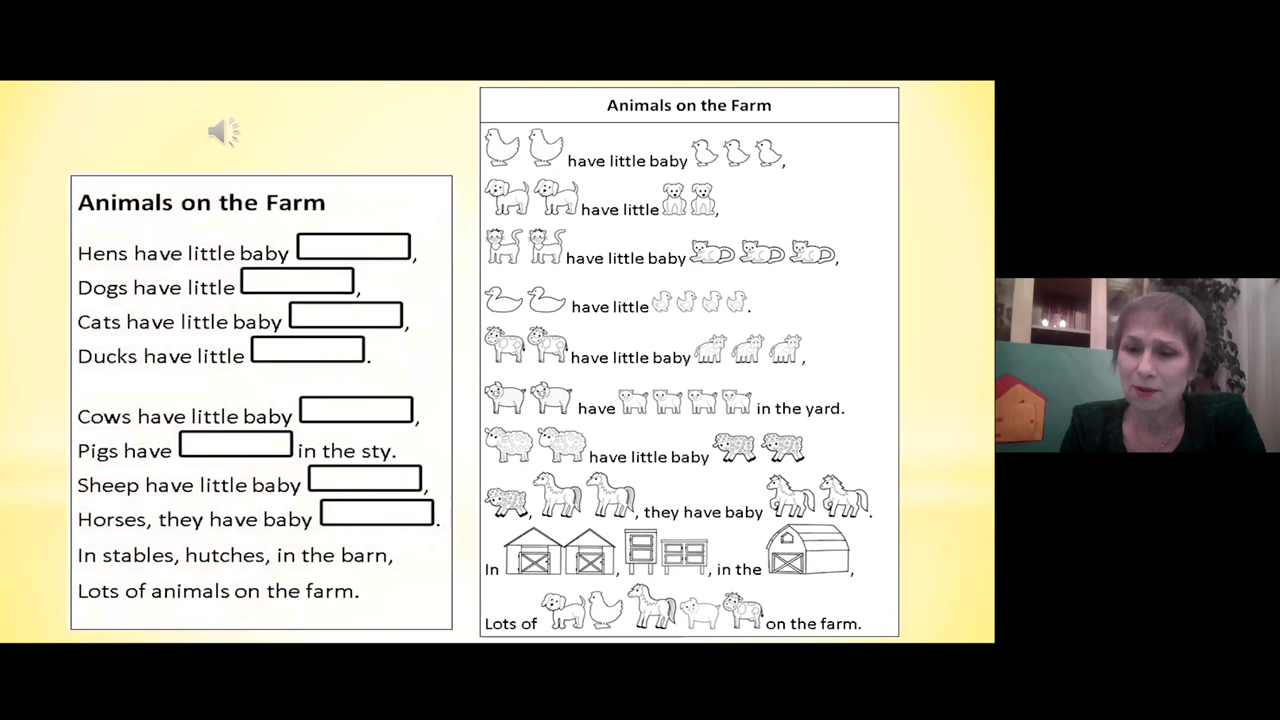 Animals on the Farm
Hens have little baby ,
Dogs have little ,
Cats have little baby ,
Ducks have little .
Cows have little baby ,
Pigs have in the sty.
Sheep have little baby ,
Horses, they have baby .
In stables, hutches, in the barn,
Lots of animals on the farm.
Animals on the Farm
have little baby ,
have little ,
have little baby ,
have little .
have little baby ,
have in the yard.
have little baby
, , they have baby .
In , , in the ,
Lots of on the farm.